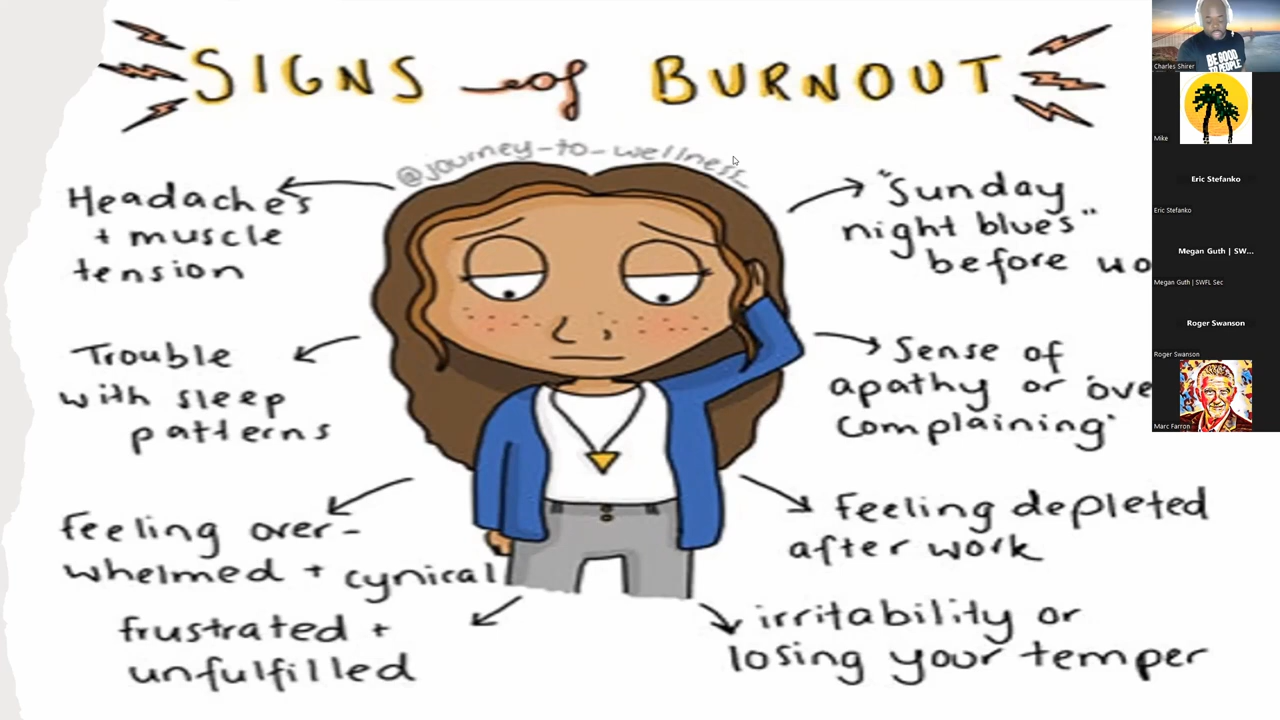 SIGNS of BURNOUT
@journey-to-wellness_
Headaches
+ muscle
tension
Trouble
with sleep
patterns
feeling over-
whelmed + cynical
frustrated +
unfulfilled
"Sunday
night blues"
before wo
Sense of
apathy or "ove
complaining"
feeling depleted
after work
irritability or
losing your temper
BE GOOD
TO PEOPLE
Charles Shirer
Mike
Eric Stefanko
Eric Stefanko
Megan Guth | SW...
Megan Guth | SWFL Sec
Roger Swanson
Roger Swanson
Marc Farron